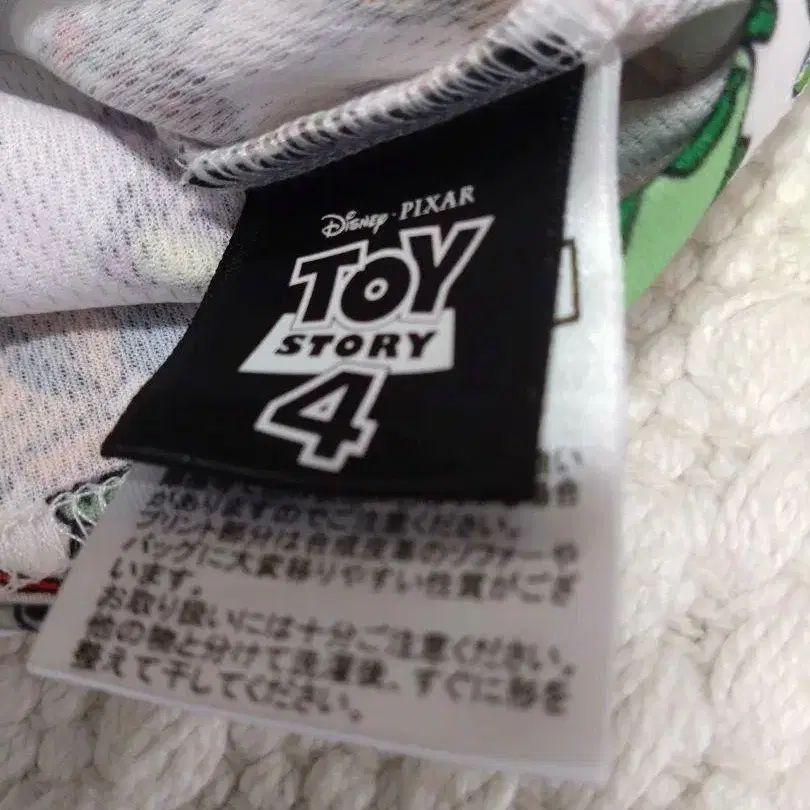 Disney · PIXAR
TOY
STORY
4
がありますのでご注意ください。
プリント部分は合成皮革のソファーや
バッグに大変移りやすい性質がござ
います。
お取り扱いには十分ご注意ください。
他の物と分けて洗濯後、すぐに形を
整えて干してください。